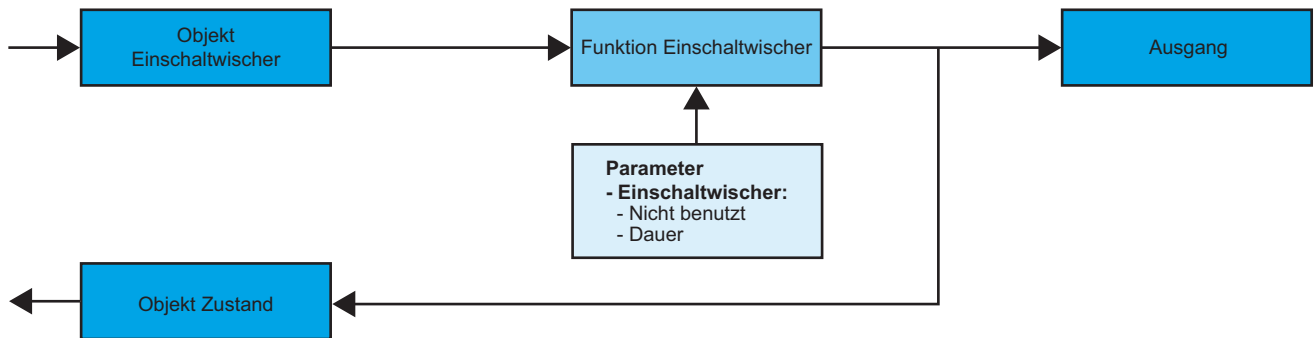 Objekt
Einschaltwischer
Funktion Einschaltwischer
Ausgang
Parameter
- Einschaltwischer:
- Nicht benutzt
- Dauer
Objekt Zustand